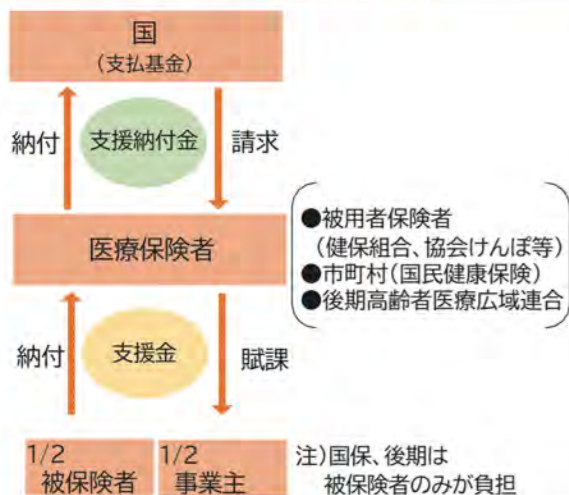 国
(支払基金)
納付
支援納付金
請求
医療保険者
●被用者保険者
(健保組合、協会けんぽ等)
●市町村(国民健康保険)
●後期高齢者医療広域連合
納付
支援金
賦課
1/2
被保険者
1/2
事業主
注)国保、後期は
被保険者のみが負担